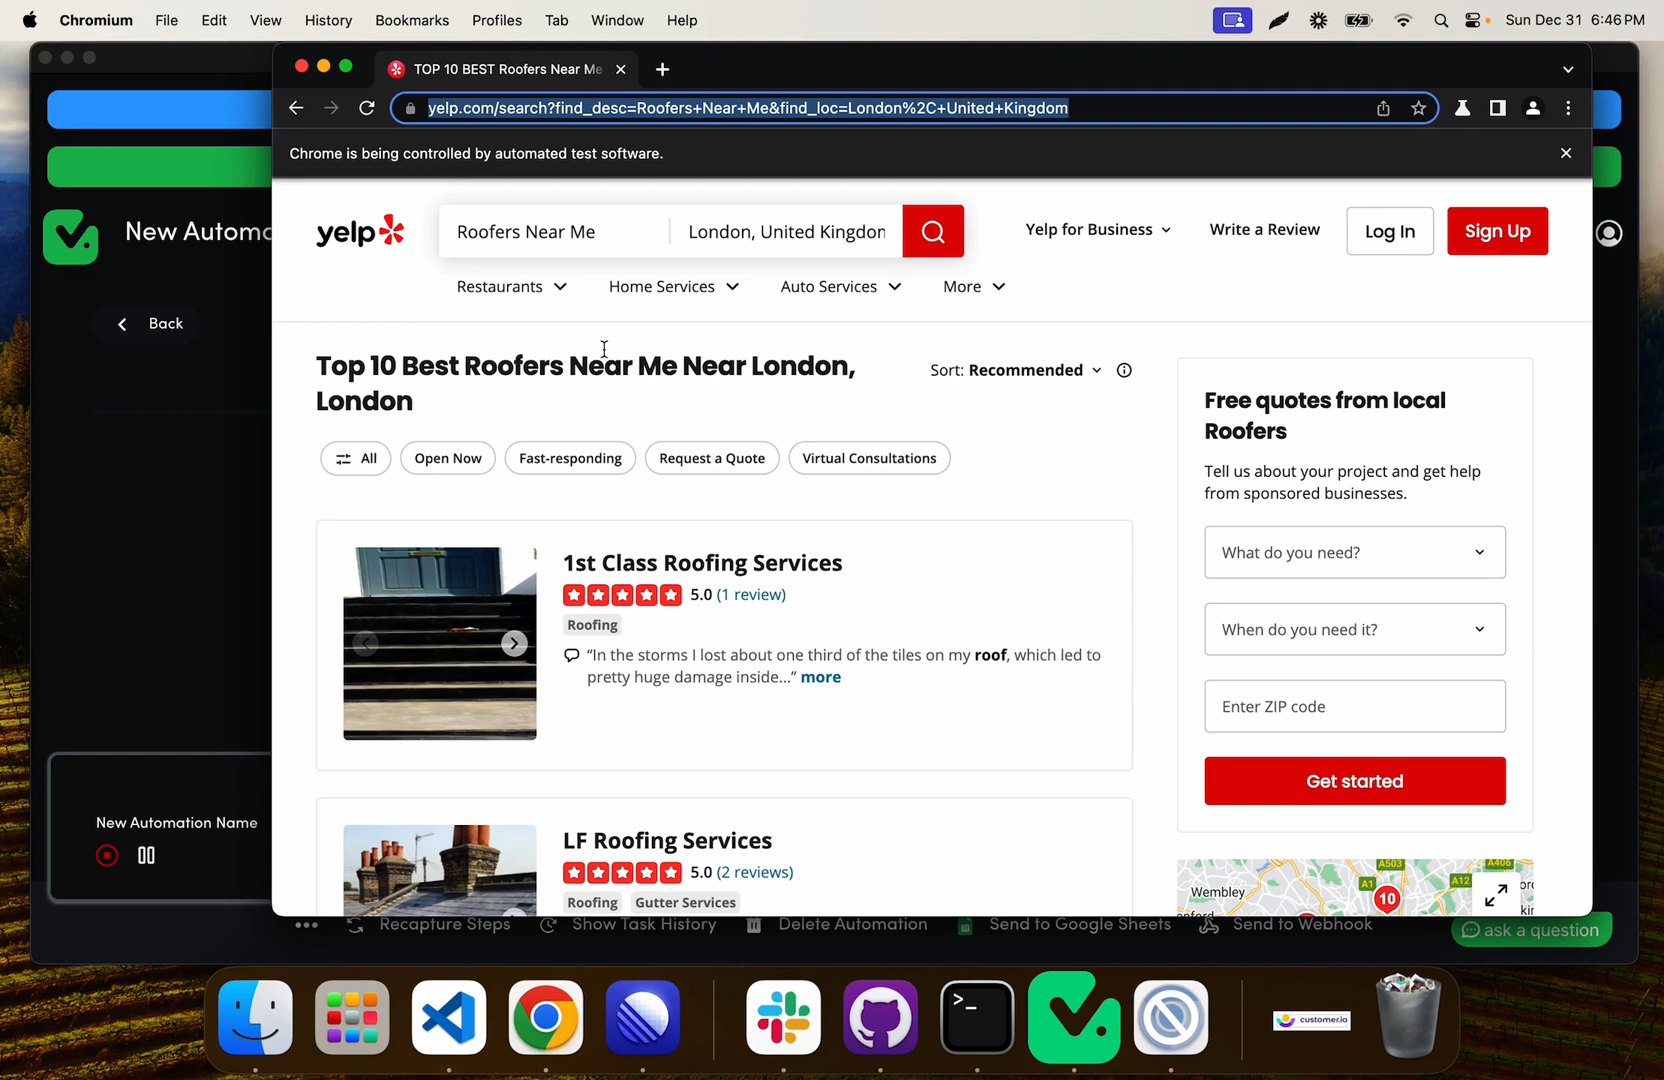 Chromium File Edit View History Bookmarks Profiles Tab Window Help Sun Dec 31 6:46 PM
TOP 10 BEST Roofers Near Me
yelp.com/search?find_desc=Roofers+Near+Me&find_loc=London%2C+United+Kingdom
Chrome is being controlled by automated test software.
yelp Roofers Near Me London, United Kingdon Yelp for Business Write a Review Log In Sign Up
Restaurants Home Services Auto Services More
New Automa
Back
Top 10 Best Roofers Near Me Near London,
London
Sort: Recommended
All Open Now Fast-responding Request a Quote Virtual Consultations
1st Class Roofing Services
5.0 (1 review)
Roofing
“In the storms I lost about one third of the tiles on my roof, which led to
pretty huge damage inside...” more
LF Roofing Services
5.0 (2 reviews)
Roofing Gutter Services
Free quotes from local
Roofers
Tell us about your project and get help
from sponsored businesses.
What do you need?
When do you need it?
Enter ZIP code
Get started
A503 A406
Wembley A1 A12
10
New Automation Name
Recapture Steps Show Task History Delete Automation Send to Google Sheets Send to Webhook ask a question
customer.io